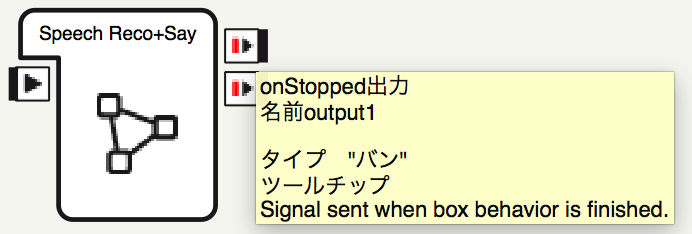 Speech Reco+Say
onStopped出力
名前output1
タイプ　"バン"
ツールチップ
Signal sent when box behavior is finished.